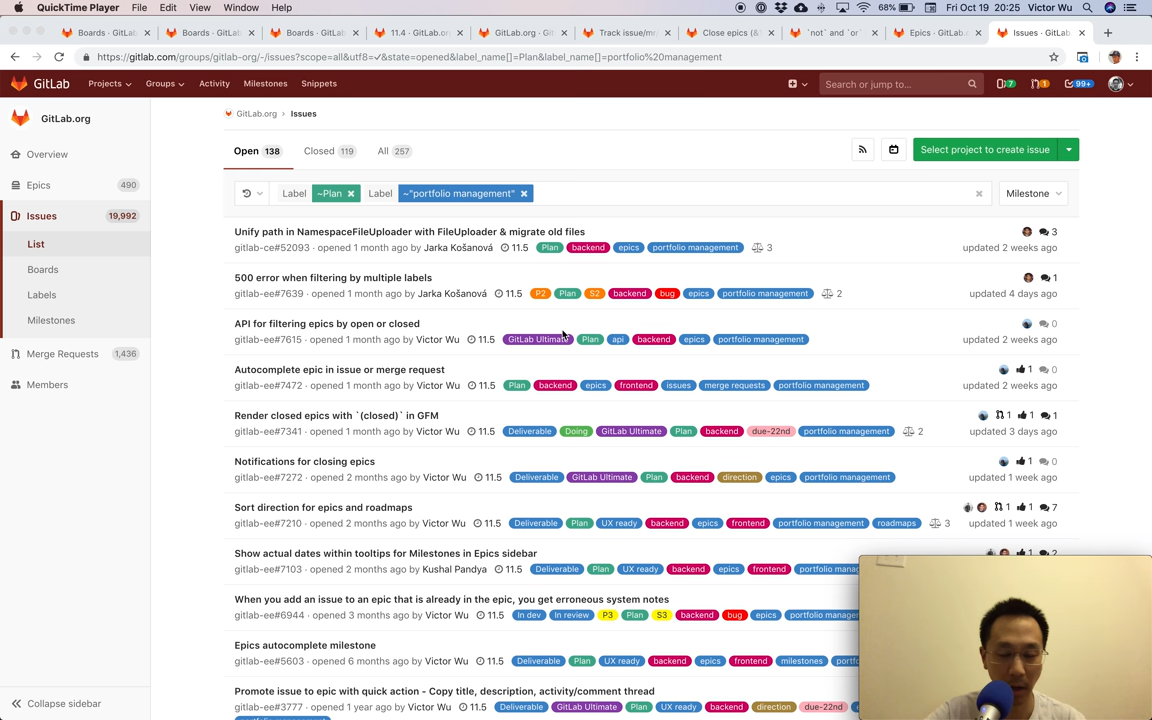 QuickTime Player File Edit View Window Help 68% Fri Oct 19 20:25 Victor Wu
Boards · GitLab.c Boards · GitLab.c Boards · GitLab.c 11.4 · GitLab.or GitLab.org · Git Track issue/mr. Close epics (& `not` and `or` Epics · GitLab.c Issues · GitLab
https://gitlab.com/groups/gitlab-org/-/issues?scope=all&utf8=✓&state=opened&label_name[]=Plan&label_name[]=portfolio%20management
GitLab Projects Groups Activity Milestones Snippets Search or jump to... 7 1 99+
GitLab.org
Overview
Epics 490
Issues 19,992
List
Boards
Labels
Milestones
Merge Requests 1,436
Members
Collapse sidebar
GitLab.org > Issues
Open 138 Closed 119 All 257 Select project to create issue
Label ~Plan × Label ~"portfolio management" × Milestone
Unify path in NamespaceFileUploader with FileUploader & migrate old files 3
gitlab-ce#52093 · opened 1 month ago by Jarka Košanová 11.5 Plan backend epics portfolio management 3 updated 2 weeks ago
500 error when filtering by multiple labels 1
gitlab-ee#7639 · opened 1 month ago by Jarka Košanová 11.5 P2 Plan S2 backend bug epics portfolio management 2 updated 4 days ago
API for filtering epics by open or closed 0
gitlab-ee#7615 · opened 1 month ago by Victor Wu 11.5 GitLab Ultimate Plan api backend epics portfolio management updated 2 weeks ago
Autocomplete epic in issue or merge request 1 0
gitlab-ee#7472 · opened 1 month ago by Victor Wu 11.5 Plan backend epics frontend issues merge requests portfolio management updated 2 weeks ago
Render closed epics with `(closed)` in GFM 1 1 1
gitlab-ee#7341 · opened 1 month ago by Victor Wu 11.5 Deliverable Doing GitLab Ultimate Plan backend due-22nd portfolio management 2 updated 3 days ago
Notifications for closing epics 1 0
gitlab-ee#7272 · opened 2 months ago by Victor Wu 11.5 Deliverable GitLab Ultimate Plan backend direction epics portfolio management updated 1 week ago
Sort direction for epics and roadmaps 1 1 7
gitlab-ee#7210 · opened 2 months ago by Victor Wu 11.5 Deliverable Plan UX ready backend epics frontend portfolio management roadmaps 3 updated 1 week ago
Show actual dates within tooltips for Milestones in Epics sidebar 1 2
gitlab-ee#7103 · opened 2 months ago by Kushal Pandya 11.5 Deliverable Plan UX ready backend epics frontend portfolio manag
When you add an issue to an epic that is already in the epic, you get erroneous system notes
gitlab-ee#6944 · opened 3 months ago by Victor Wu 11.5 In dev In review P3 Plan S3 backend bug epics portfolio manage
Epics autocomplete milestone
gitlab-ee#5603 · opened 6 months ago by Victor Wu 11.5 Deliverable Plan UX ready backend epics frontend milestones portfo
Promote issue to epic with quick action - Copy title, description, activity/comment thread
gitlab-ee#3777 · opened 1 year ago by Victor Wu 11.5 Deliverable GitLab Ultimate Plan UX ready backend direction due-22nd